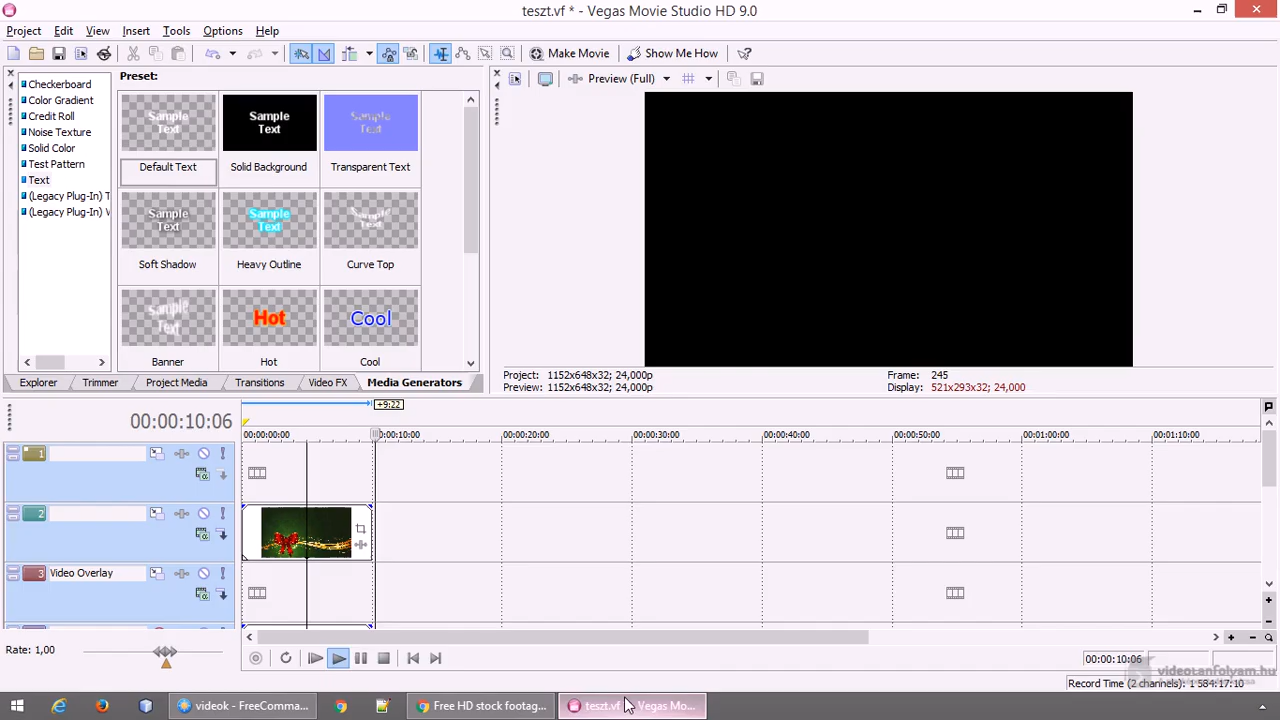 teszt.vf * - Vegas Movie Studio HD 9.0
Project Edit View Insert Tools Options Help
Make Movie Show Me How
Preset:
Preview (Full)
Checkerboard
Color Gradient
Credit Roll
Noise Texture
Solid Color
Test Pattern
Text
(Legacy Plug-In) T
(Legacy Plug-In) V
Sample Text
Default Text
Sample Text
Solid Background
Sample Text
Transparent Text
Sample Text
Soft Shadow
Sample Text
Heavy Outline
Sample Text
Curve Top
Sample Text
Banner
Hot
Hot
Cool
Cool
Project: 1152x648x32; 24,000p
Preview: 1152x648x32; 24,000p
Frame: 245
Display: 521x293x32; 24,000
Explorer Trimmer Project Media Transitions Video FX Media Generators
+9:22
00:00:10:06
00:00:00:00 0:00:10:00 00:00:20:00 00:00:30:00 00:00:40:00 00:00:50:00 00:01:00:00 00:01:10:00
1
2
3 Video Overlay
Rate: 1,00
00:00:10:06
Record Time (2 channels): 1 584:17:10
videotanfolyam.hu
videok - FreeComma...
Free HD stock footag...
teszt.vf
Vegas Mo...